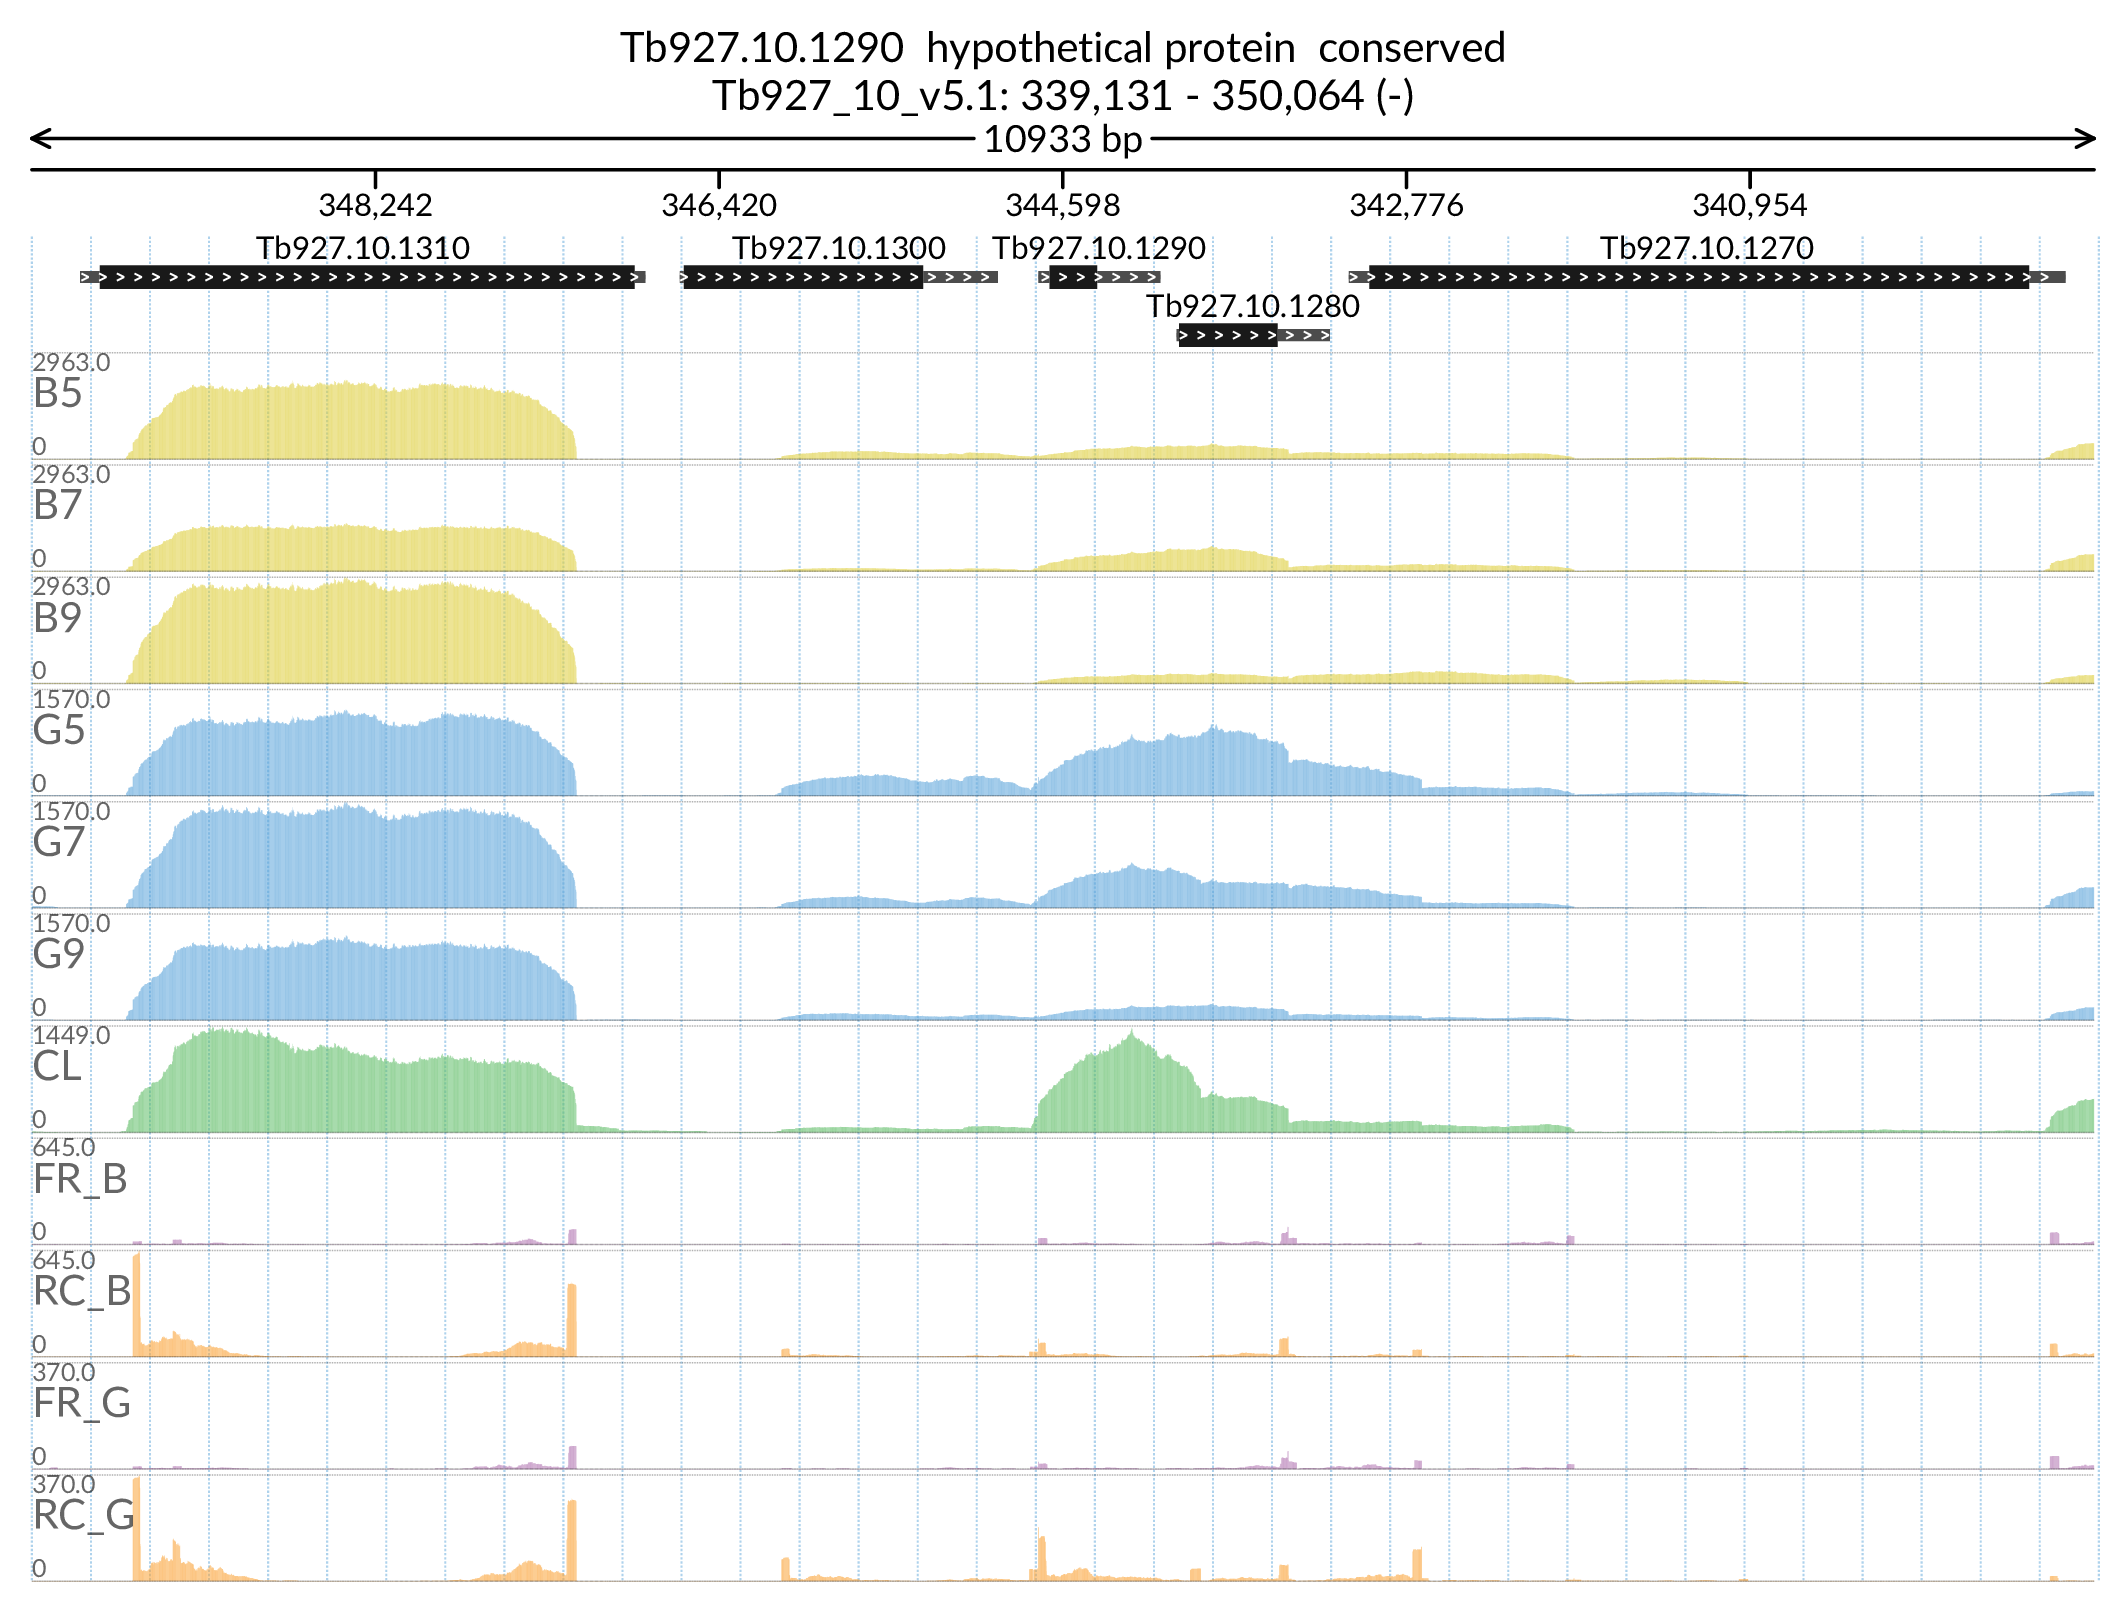 Tb927.10.1290  hypothetical protein  conserved
Tb927_10_v5.1: 339,131 - 350,064 (-)
10933 bp
348,242 346,420 344,598 342,776 340,954
Tb927.10.1310 Tb927.10.1300 Tb927.10.1290 Tb927.10.1270
Tb927.10.1280
2963.0
B5
0
2963.0
B7
0
2963.0
B9
0
1570.0
G5
0
1570.0
G7
0
1570.0
G9
0
1449.0
CL
0
645.0
FR_B
0
645.0
RC_B
0
370.0
FR_G
0
370.0
RC_G
0